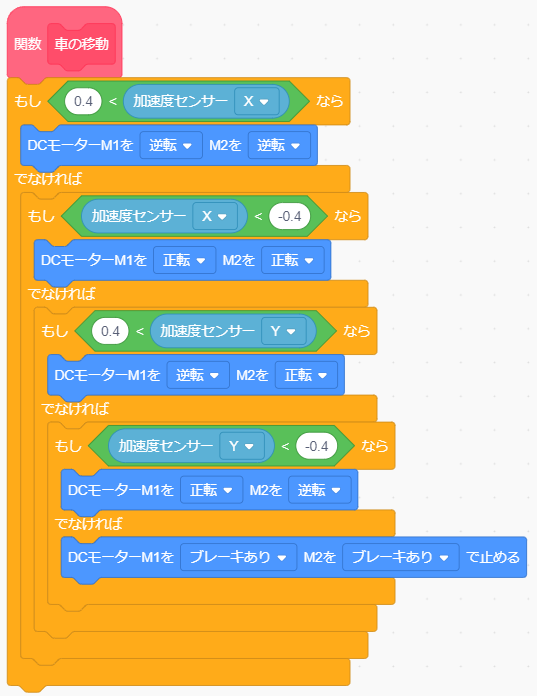 関数 車の移動
もし 0.4 < 加速度センサー X なら
DCモーターM1を 逆転 M2を 逆転
でなければ
もし 加速度センサー X < -0.4 なら
DCモーターM1を 正転 M2を 正転
でなければ
もし 0.4 < 加速度センサー Y なら
DCモーターM1を 逆転 M2を 正転
でなければ
もし 加速度センサー Y < -0.4 なら
DCモーターM1を 正転 M2を 逆転
でなければ
DCモーターM1を ブレーキあり M2を ブレーキあり で止める